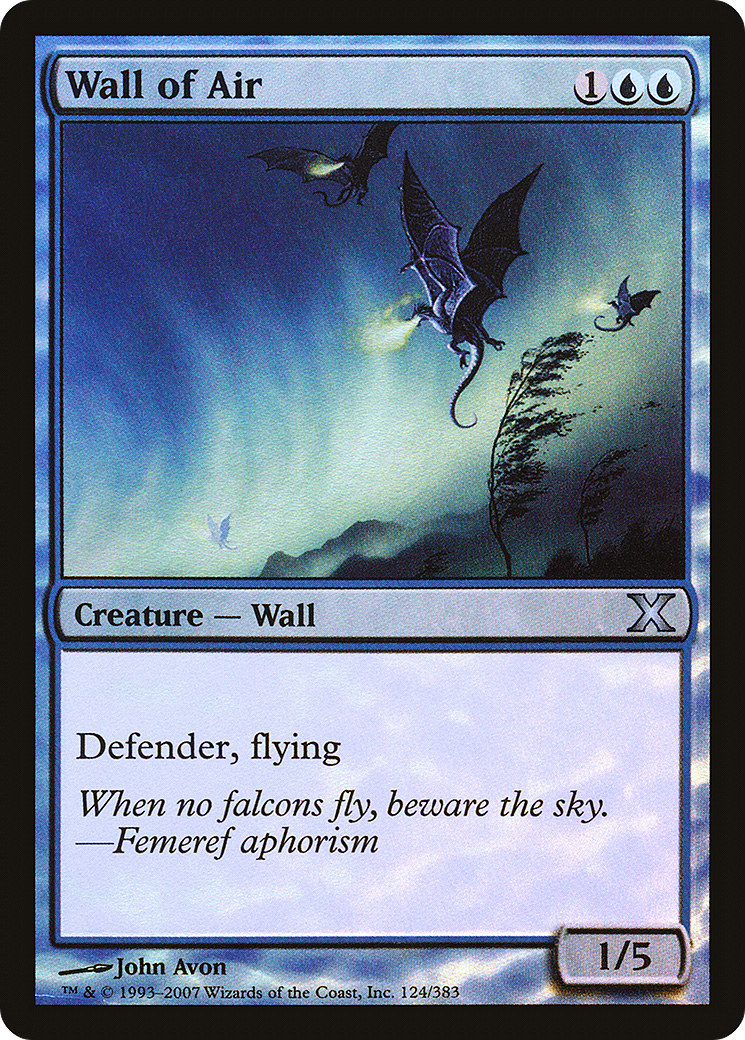 Wall of Air 1
Creature — Wall X
Defender, flying
When no falcons fly, beware the sky.
—Femeref aphorism
1/5
John Avon
™ & © 1993–2007 Wizards of the Coast, Inc. 124/383